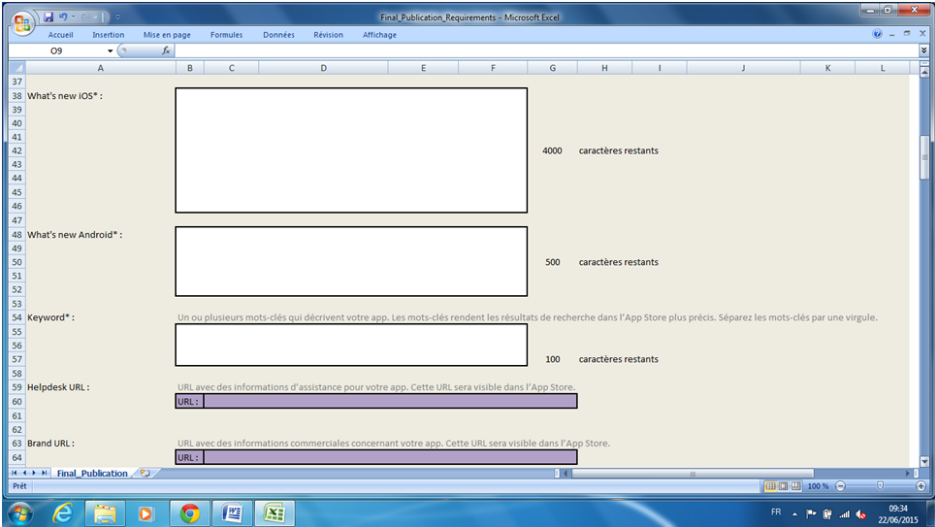 Final_Publication_Requirements - Microsoft Excel
Accueil Insertion Mise en page Formules Données Révision Affichage
O9 fx
A B C D E F G H I J K L
37
38 What's new iOS* :
39
40
41
42 4000 caractères restants
43
44
45
46
47
48 What's new Android* :
49
50 500 caractères restants
51
52
53
54 Keyword* : Un ou plusieurs mots-clés qui décrivent votre app. Les mots-clés rendent les résultats de recherche dans l'App Store plus précis. Séparez les mots-clés par une virgule.
55
56
57 100 caractères restants
58
59 Helpdesk URL : URL avec des informations d'assistance pour votre app. Cette URL sera visible dans l'App Store.
60 URL :
61
62
63 Brand URL : URL avec des informations commerciales concernant votre app. Cette URL sera visible dans l'App Store.
64 URL :
Final_Publication
Prêt 100 %
FR 09:34
22/06/2015